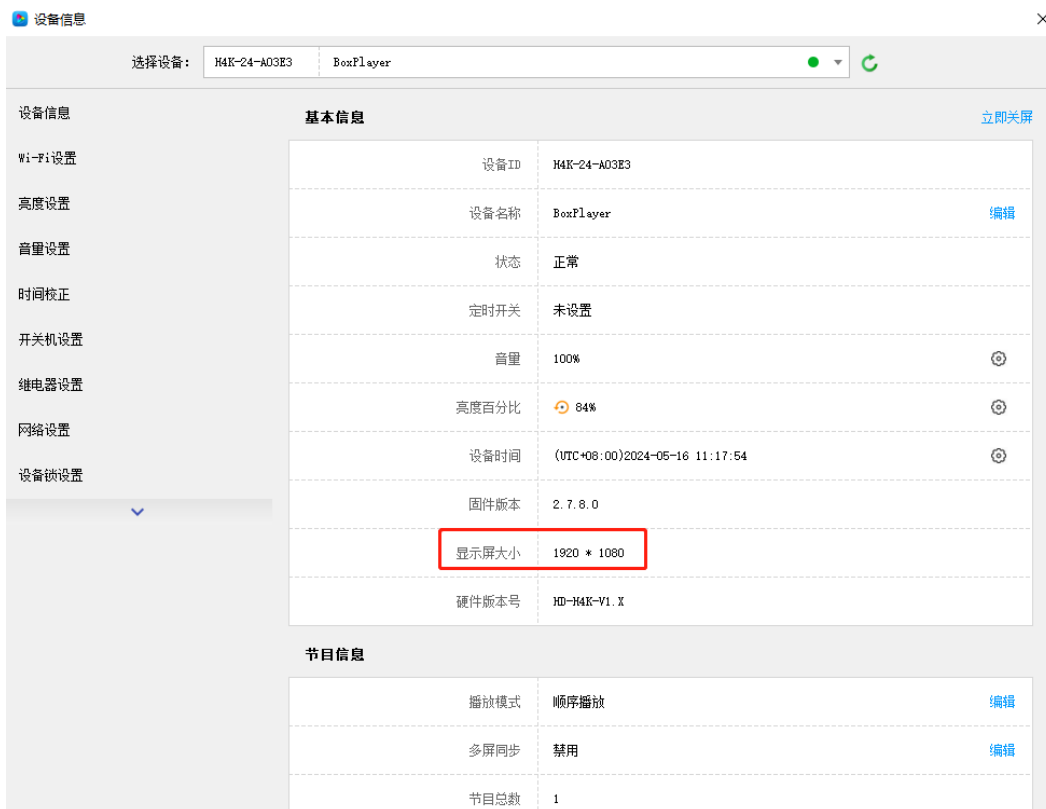 设备信息
选择设备： H4K-24-A03E3 BoxPlayer
设备信息
Wi-Fi设置
亮度设置
音量设置
时间校正
开关机设置
继电器设置
网络设置
设备锁设置
基本信息 立即关屏
设备ID H4K-24-A03E3
设备名称 BoxPlayer 编辑
状态 正常
定时开关 未设置
音量 100%
亮度百分比 84%
设备时间 (UTC+08:00)2024-05-16 11:17:54
固件版本 2.7.8.0
显示屏大小 1920 * 1080
硬件版本号 HD-H4K-V1.X
节目信息
播放模式 顺序播放 编辑
多屏同步 禁用 编辑
节目总数 1